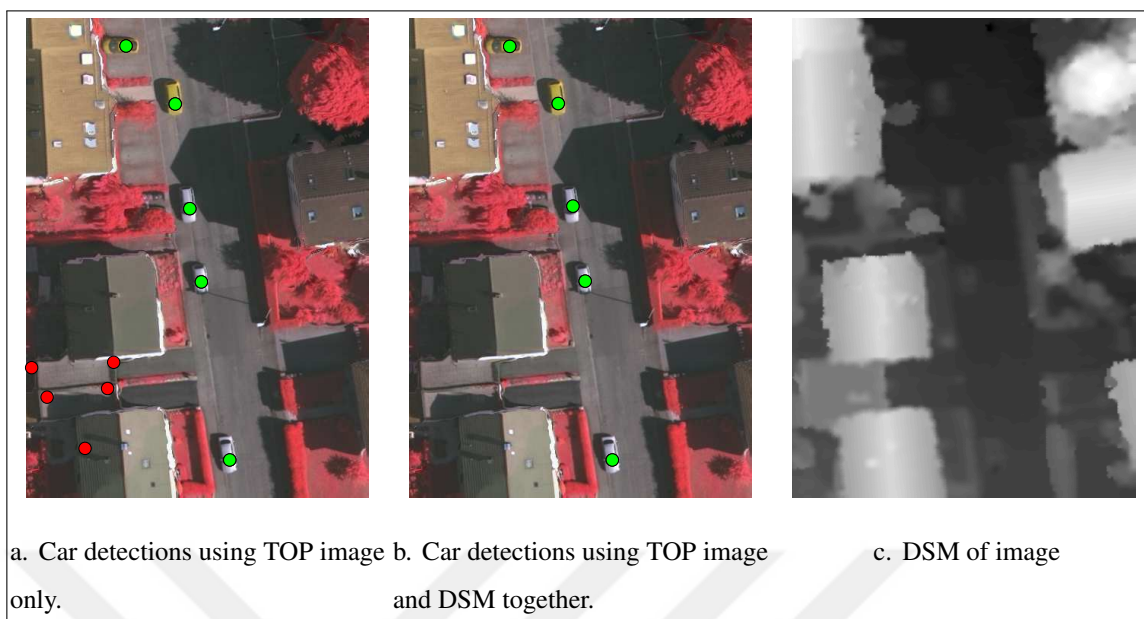 a. Car detections using TOP image
only.
b. Car detections using TOP image
and DSM together.
c. DSM of image